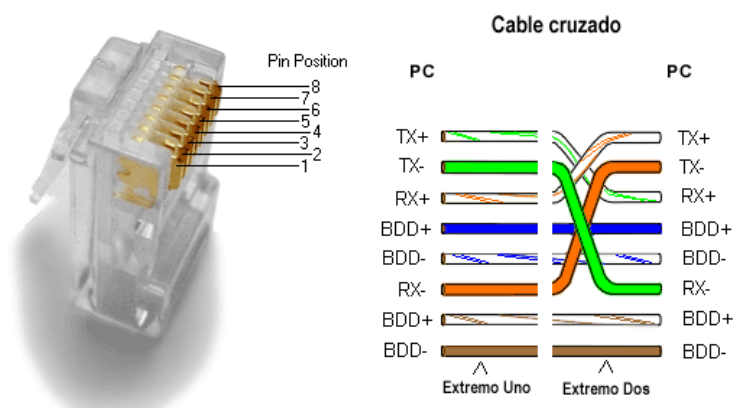 Cable cruzado
Pin Position
8
7
6
5
4
3
2
1
PC
PC
TX+
TX+
TX-
TX-
RX+
RX+
BDD+
BDD+
BDD-
BDD-
RX-
RX-
BDD+
BDD+
BDD-
BDD-
Extremo Uno
Extremo Dos